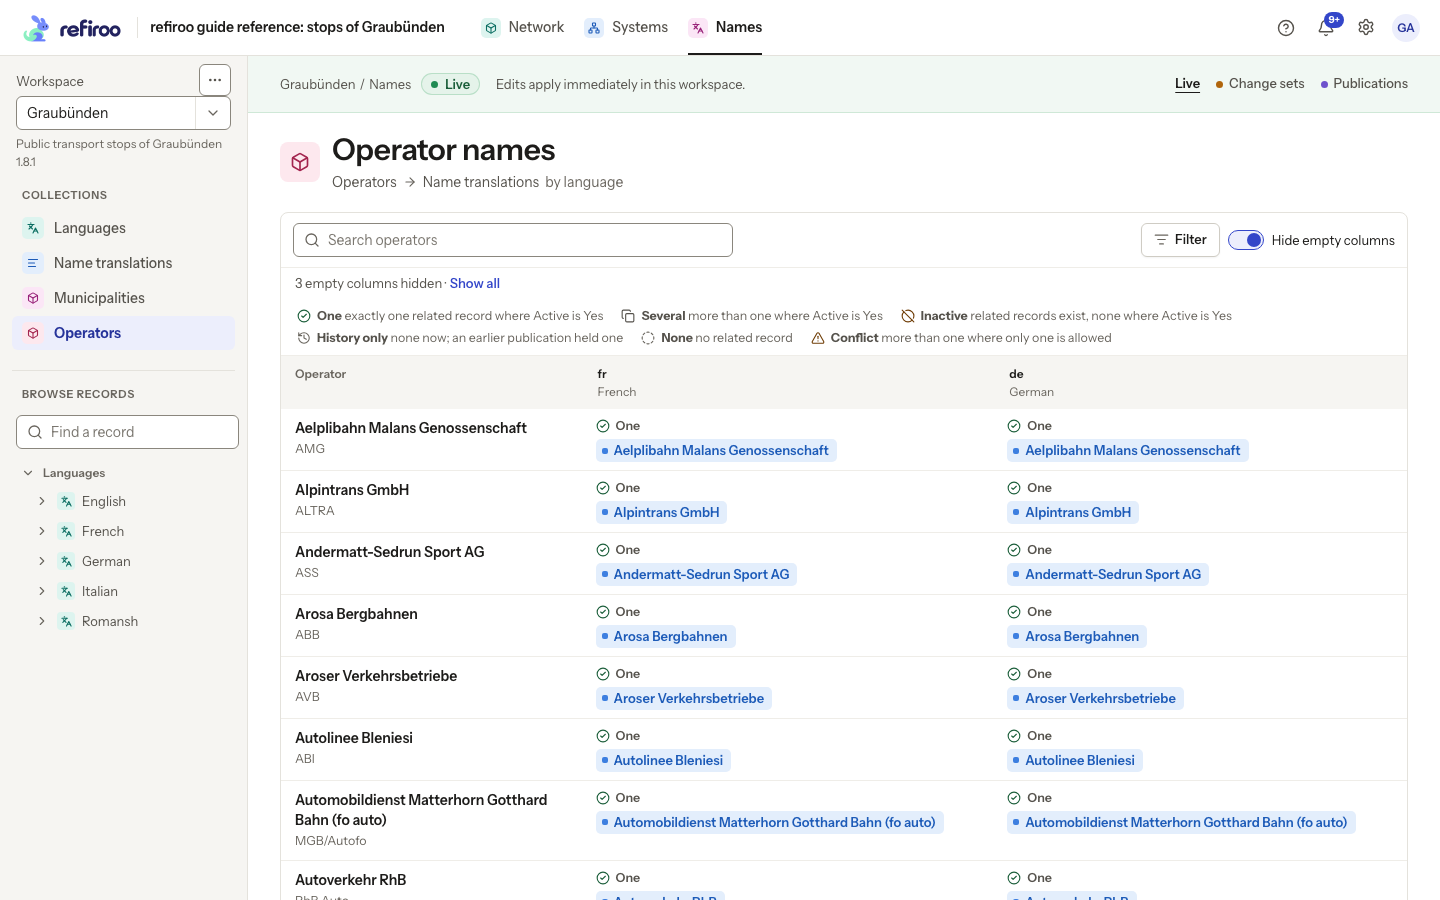 refiroo
refiroo guide reference: stops of Graubünden
Network
Systems
Names
9+
GA
Workspace
Graubünden
Public transport stops of Graubünden
1.8.1
COLLECTIONS
Languages
Name translations
Municipalities
Operators
BROWSE RECORDS
Find a record
Languages
English
French
German
Italian
Romansh
Graubünden / Names
Live
Edits apply immediately in this workspace.
Live
Change sets
Publications
Operator names
Operators → Name translations by language
Search operators
Filter
Hide empty columns
3 empty columns hidden · Show all
One exactly one related record where Active is Yes
Several more than one where Active is Yes
Inactive related records exist, none where Active is Yes
History only none now; an earlier publication held one
None no related record
Conflict more than one where only one is allowed
Operator
fr
French
de
German
Aelplibahn Malans Genossenschaft
AMG
One
Aelplibahn Malans Genossenschaft
One
Aelplibahn Malans Genossenschaft
Alpintrans GmbH
ALTRA
One
Alpintrans GmbH
One
Alpintrans GmbH
Andermatt-Sedrun Sport AG
ASS
One
Andermatt-Sedrun Sport AG
One
Andermatt-Sedrun Sport AG
Arosa Bergbahnen
ABB
One
Arosa Bergbahnen
One
Arosa Bergbahnen
Aroser Verkehrsbetriebe
AVB
One
Aroser Verkehrsbetriebe
One
Aroser Verkehrsbetriebe
Autolinee Bleniesi
ABl
One
Autolinee Bleniesi
One
Autolinee Bleniesi
Automobildienst Matterhorn Gotthard
Bahn (fo auto)
MGB/Autofo
One
Automobildienst Matterhorn Gotthard Bahn (fo auto)
One
Automobildienst Matterhorn Gotthard Bahn (fo auto)
Autoverkehr RhB
One
One